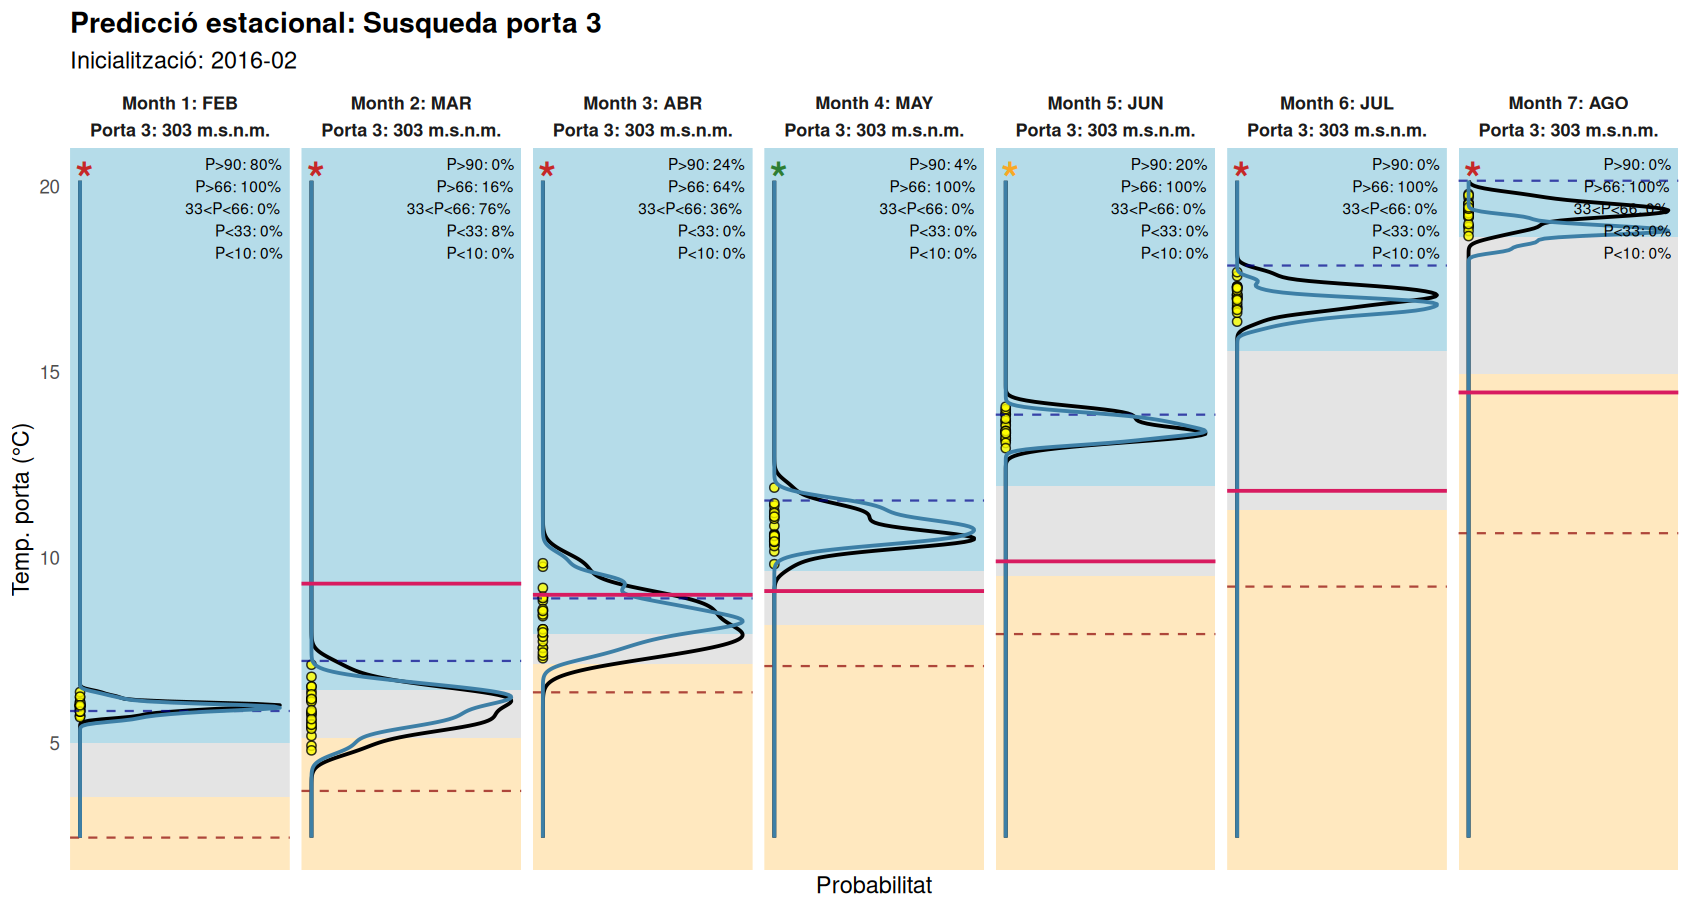 Predicció estacional: Susqueda porta 3
Inicialització: 2016-02
Month 1: FEB
Porta 3: 303 m.s.n.m.
Month 2: MAR
Porta 3: 303 m.s.n.m.
Month 3: ABR
Porta 3: 303 m.s.n.m.
Month 4: MAY
Porta 3: 303 m.s.n.m.
Month 5: JUN
Porta 3: 303 m.s.n.m.
Month 6: JUL
Porta 3: 303 m.s.n.m.
Month 7: AGO
Porta 3: 303 m.s.n.m.
*
P>90: 80%
P>66: 100%
33<P<66: 0%
P<33: 0%
P<10: 0%
*
P>90: 0%
P>66: 16%
33<P<66: 76%
P<33: 8%
P<10: 0%
*
P>90: 24%
P>66: 64%
33<P<66: 36%
P<33: 0%
P<10: 0%
*
P>90: 4%
P>66: 100%
33<P<66: 0%
P<33: 0%
P<10: 0%
*
P>90: 20%
P>66: 100%
33<P<66: 0%
P<33: 0%
P<10: 0%
*
P>90: 0%
P>66: 100%
33<P<66: 0%
P<33: 0%
P<10: 0%
*
P>90: 0%
P>66: 100%
33<P<66: 0%
P<33: 0%
P<10: 0%
20
15
10
5
Temp. porta (°C)
Probabilitat